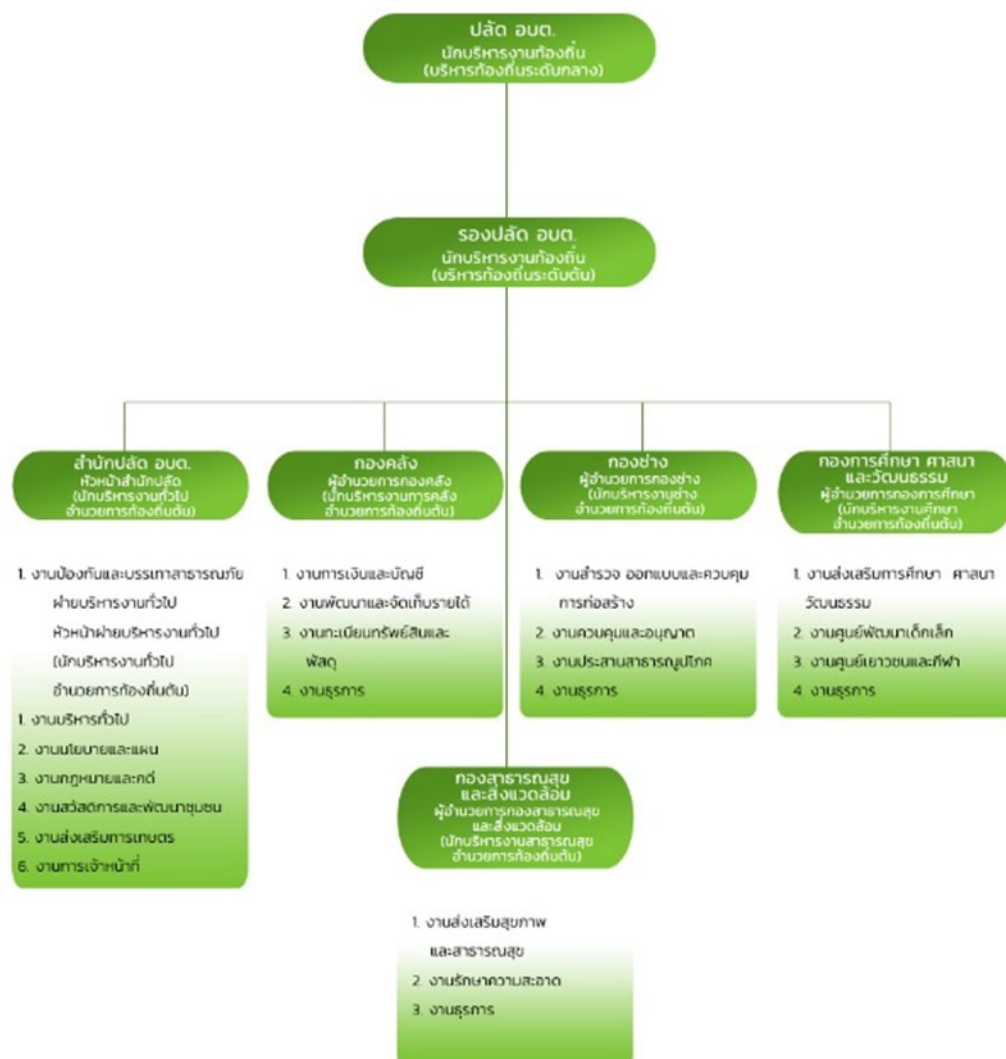 ปลัด อบต.
นักบริหารงานท้องถิ่น
(บริหารท้องถิ่นระดับกลาง)
รองปลัด อบต.
นักบริหารงานท้องถิ่น
(บริหารท้องถิ่นระดับต้น)
สำนักปลัด อบต.
หัวหน้าสำนักปลัด
(นักบริหารงานทั่วไป
อำนวยการท้องถิ่นต้น)
1. งานป้องกันและบรรเทาสาธารณภัย
ฝ่ายบริหารงานทั่วไป
หัวหน้าฝ่ายบริหารงานทั่วไป
(นักบริหารงานทั่วไป
อำนวยการท้องถิ่นต้น)
1. งานบริหารทั่วไป
2. งานนโยบายและแผน
3. งานกฎหมายและคดี
4. งานสวัสดิการและพัฒนาชุมชน
5. งานส่งเสริมการเกษตร
6. งานการเจ้าหน้าที่
กองคลัง
ผู้อำนวยการกองคลัง
(นักบริหารงานการคลัง
อำนวยการท้องถิ่นต้น)
1. งานการเงินและบัญชี
2. งานพัฒนาและจัดเก็บรายได้
3. งานทะเบียนทรัพย์สินและ
พัสดุ
4. งานธุรการ
กองช่าง
ผู้อำนวยการกองช่าง
(นักบริหารงานช่าง
อำนวยการท้องถิ่นต้น)
1. งานสำรวจ ออกแบบและควบคุม
การก่อสร้าง
2. งานควบคุมและอนุญาต
3. งานประสานสาธารณูปโภค
4. งานธุรการ
กองการศึกษา ศาสนา
และวัฒนธรรม
ผู้อำนวยการกองการศึกษา
(นักบริหารงานศึกษา
อำนวยการท้องถิ่นต้น)
1. งานส่งเสริมการศึกษา ศาสนา
วัฒนธรรม
2. งานศูนย์พัฒนาเด็กเล็ก
3. งานศูนย์เยาวชนและกีฬา
4. งานธุรการ
กองสาธารณสุข
และสิ่งแวดล้อม
ผู้อำนวยการกองสาธารณสุข
และสิ่งแวดล้อม
(นักบริหารงานสาธารณสุข
อำนวยการท้องถิ่นต้น)
1. งานส่งเสริมสุขภาพ
และสาธารณสุข
2. งานรักษาความสะอาด
3. งานธุรการ